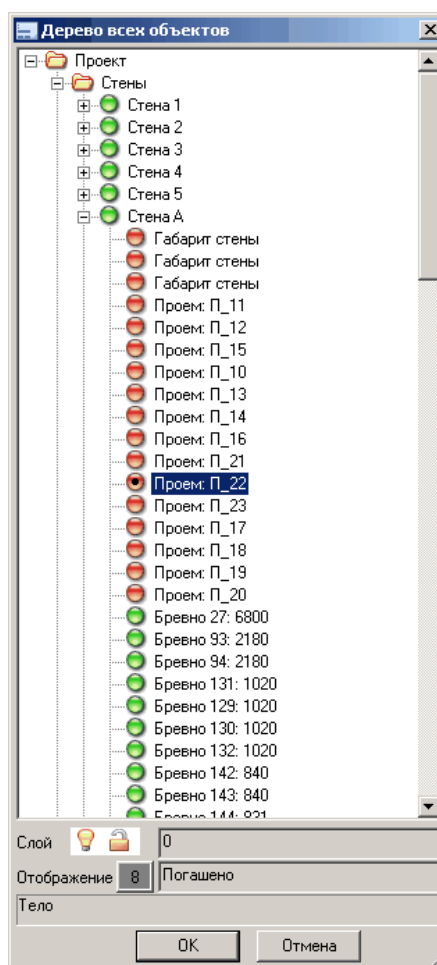 Дерево всех объектов
Проект
Стены
Стена 1
Стена 2
Стена 3
Стена 4
Стена 5
Стена А
Габарит стены
Габарит стены
Габарит стены
Проем: П_11
Проем: П_12
Проем: П_15
Проем: П_10
Проем: П_13
Проем: П_14
Проем: П_16
Проем: П_21
Проем: П_22
Проем: П_23
Проем: П_17
Проем: П_18
Проем: П_19
Проем: П_20
Бревно 27: 6800
Бревно 93: 2180
Бревно 94: 2180
Бревно 131: 1020
Бревно 129: 1020
Бревно 130: 1020
Бревно 132: 1020
Бревно 142: 840
Бревно 143: 840
Бревно 144: 831
Слой 0
Отображение 8 Погашено
Тело
OK Отмена